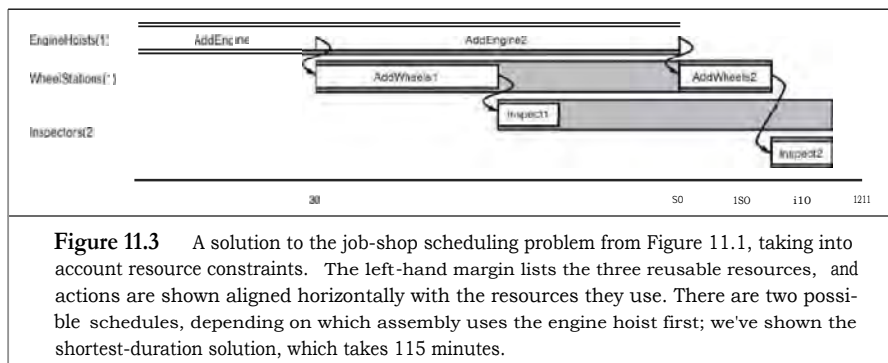 EngineHoists(1)
AddEngine
AddEngine2
WheelStations(1)
AddWheels1
AddWheels2
Inspect1
Inspectors(2
Inspect2
30
S0
1S0
i10
1211
Figure 11.3 A solution to the job-shop scheduling problem from Figure 11.1, taking into
account resource constraints. The left-hand margin lists the three reusable resources, and
actions are shown aligned horizontally with the resources they use. There are two possi-
ble schedules, depending on which assembly uses the engine hoist first; we've shown the
shortest-duration solution, which takes 115 minutes.